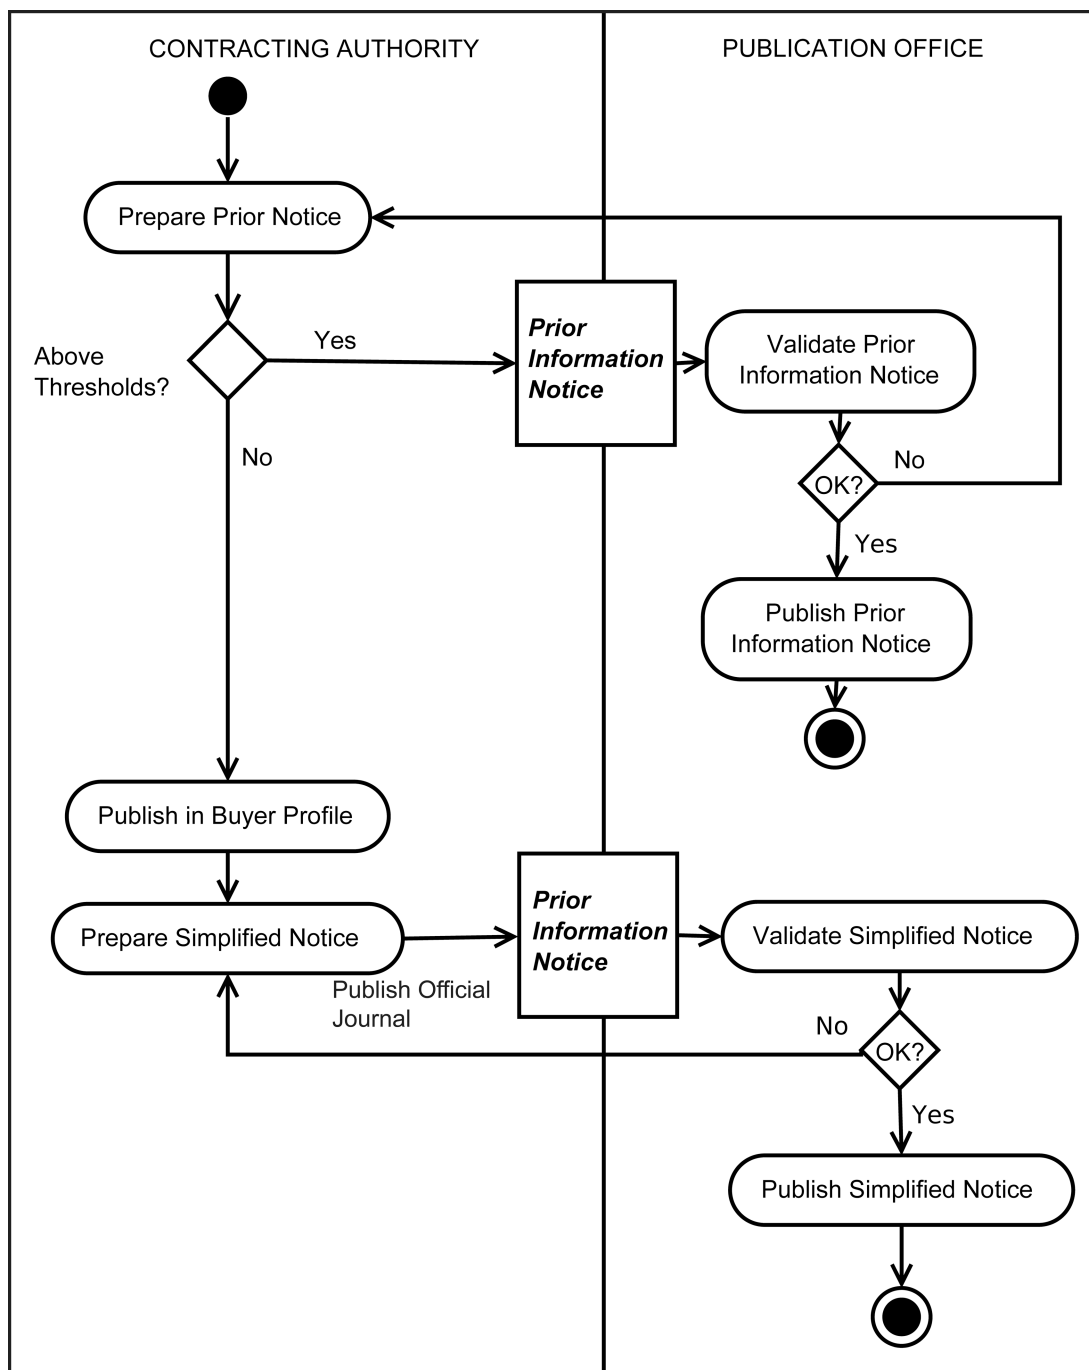 CONTRACTING AUTHORITY
PUBLICATION OFFICE
Prepare Prior Notice
Above
Thresholds?
Yes
No
Prior
Information
Notice
Validate Prior
Information Notice
OK?
No
Yes
Publish Prior
Information Notice
Publish in Buyer Profile
Prepare Simplified Notice
Publish Official
Journal
Prior
Information
Notice
Validate Simplified Notice
No
OK?
Yes
Publish Simplified Notice